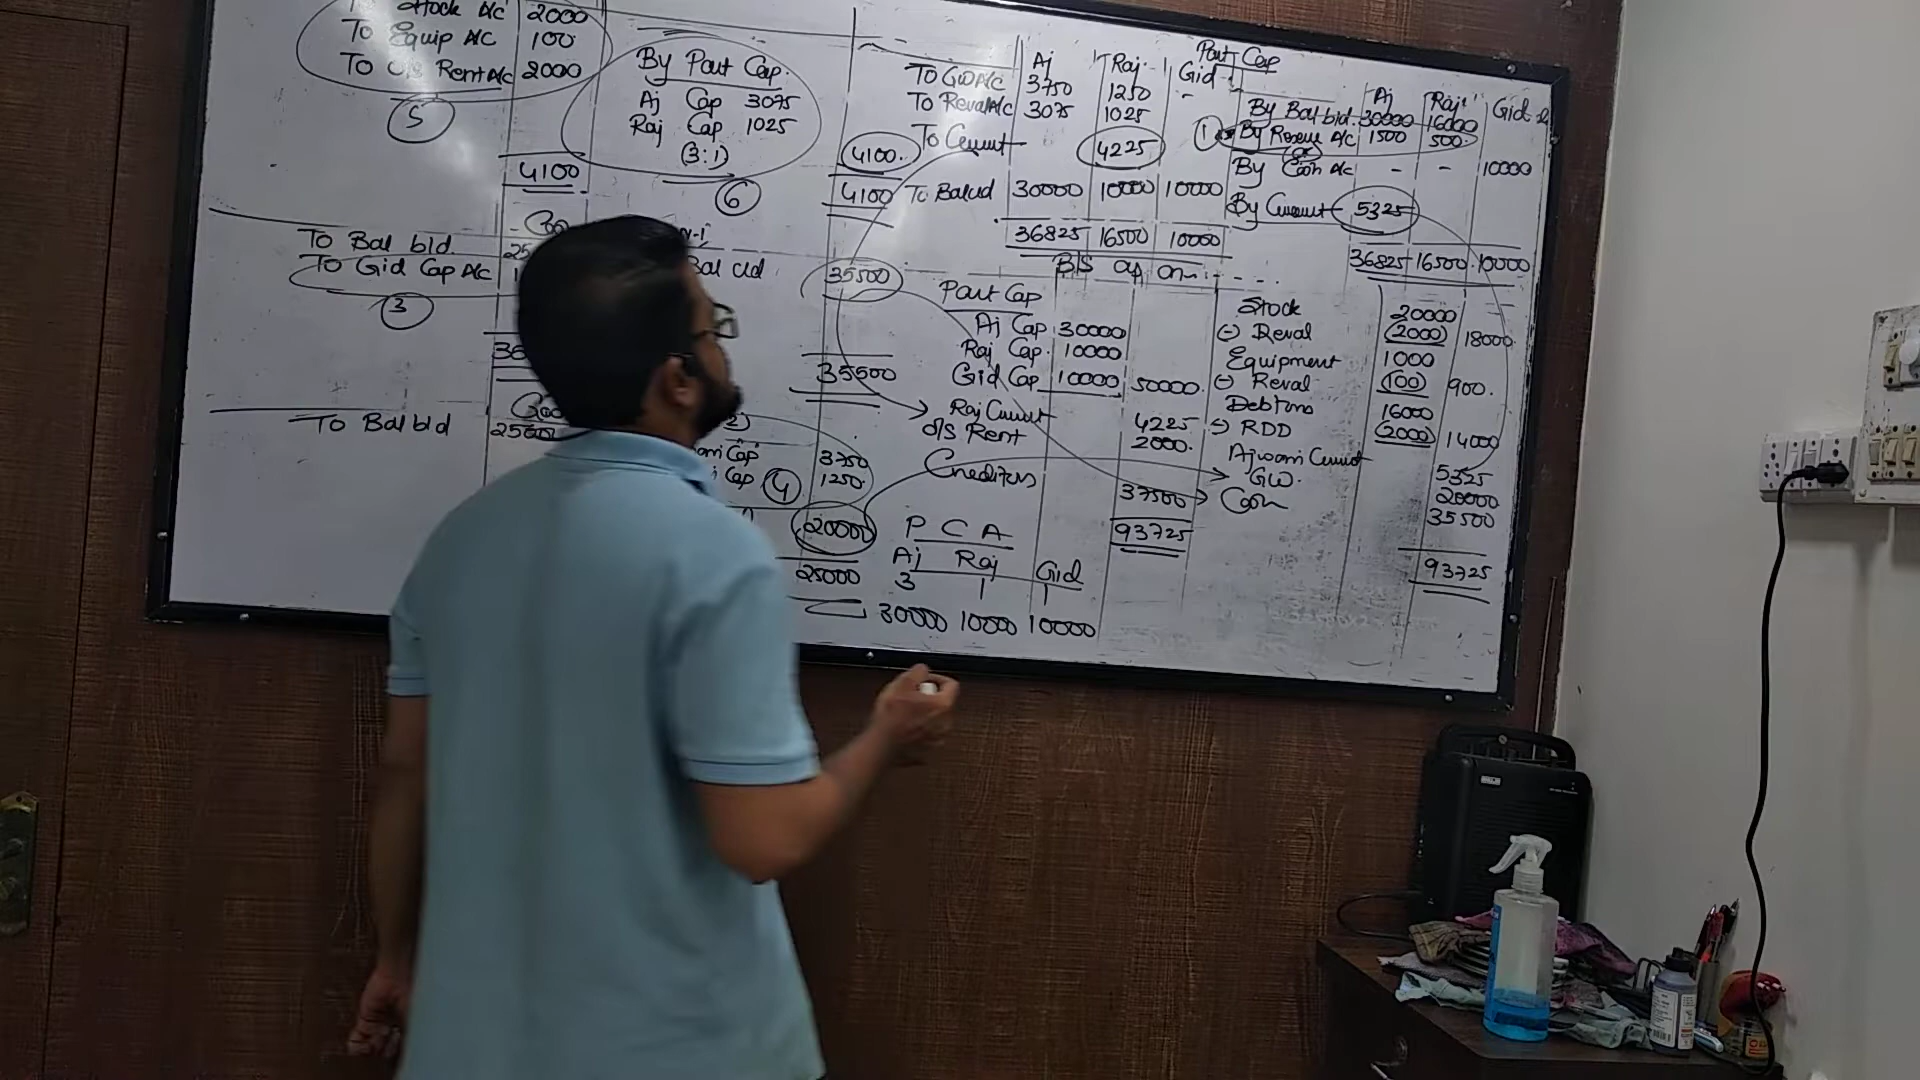 To Stock A/c 2000
To Equip A/c 100
To O/s Rent A/c 2000
5
4100
By Part Cap.
Aj Cap 3075
Raj Cap 1025
(3:1)
4100.
6
4100
To Bal b/d.
To Gid Cap A/c
3
Bal c/d 35500
35500
To Bal b/d 25000
Cap 3750
Cap 4 1250
20000
25000
Part Cap
Aj Raj. Gid
To GW A/c 3750 1250 -
To Reval A/c 3075 1025
To Current 4225
To Bal c/d 30000 10000 10000
36825 16500 10000
Aj Raj. Gid
By Bal b/d. 30000 16000
1 By Reserve A/c 1500 500.
By Cash A/c - - 10000
By Current 5325
36825 16500 10000
B/S as on
Part Cap
Aj Cap 30000
Raj Cap. 10000
Gid Cap 10000 50000.
Raj Current 4225
O/S Rent 2000.
Creditors 37500
93725
Stock 20000
(-) Reval (2000) 18000.
Equipment 1000
(-) Reval (100) 900.
Debtors 16000
(-) RDD (2000) 14000
Ajwani Current 5325
GW. 20000
Cash 35500
93725
P C A
Aj Raj Gid
3 1 1
30000 10000 10000